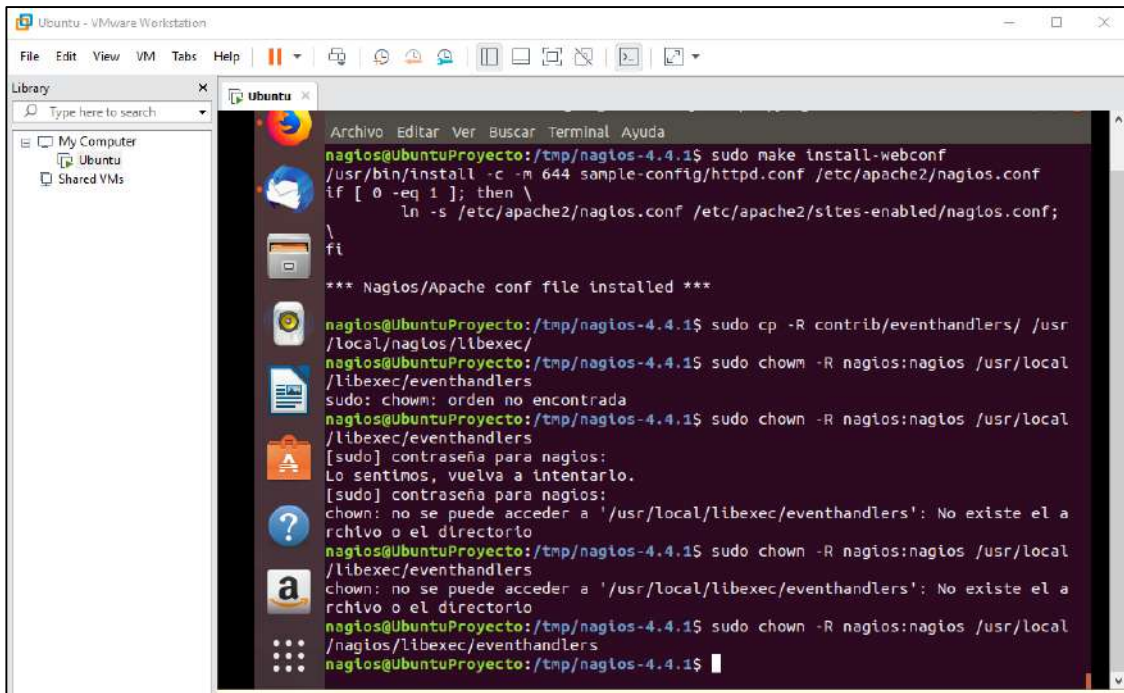 Ubuntu - VMware Workstation
File Edit View VM Tabs Help
Library
Type here to search
My Computer
Ubuntu
Shared VMs
Ubuntu
Archivo Editar Ver Buscar Terminal Ayuda
nagios@UbuntuProyecto:/tmp/nagios-4.4.1$ sudo make install-webconf
/usr/bin/install -c -m 644 sample-config/httpd.conf /etc/apache2/nagios.conf
if [ 0 -eq 1 ]; then \
ln -s /etc/apache2/nagios.conf /etc/apache2/sites-enabled/nagios.conf;
\
fi
*** Nagios/Apache conf file installed ***
nagios@UbuntuProyecto:/tmp/nagios-4.4.1$ sudo cp -R contrib/eventhandlers/ /usr
/local/nagios/libexec/
nagios@UbuntuProyecto:/tmp/nagios-4.4.1$ sudo chowm -R nagios:nagios /usr/local
/libexec/eventhandlers
sudo: chowm: orden no encontrada
nagios@UbuntuProyecto:/tmp/nagios-4.4.1$ sudo chown -R nagios:nagios /usr/local
/libexec/eventhandlers
[sudo] contraseña para nagios:
Lo sentimos, vuelva a intentarlo.
[sudo] contraseña para nagios:
chown: no se puede acceder a '/usr/local/libexec/eventhandlers': No existe el a
rchivo o el directorio
nagios@UbuntuProyecto:/tmp/nagios-4.4.1$ sudo chown -R nagios:nagios /usr/local
/libexec/eventhandlers
chown: no se puede acceder a '/usr/local/libexec/eventhandlers': No existe el a
rchivo o el directorio
nagios@UbuntuProyecto:/tmp/nagios-4.4.1$ sudo chown -R nagios:nagios /usr/local
/nagios/libexec/eventhandlers
nagios@UbuntuProyecto:/tmp/nagios-4.4.1$